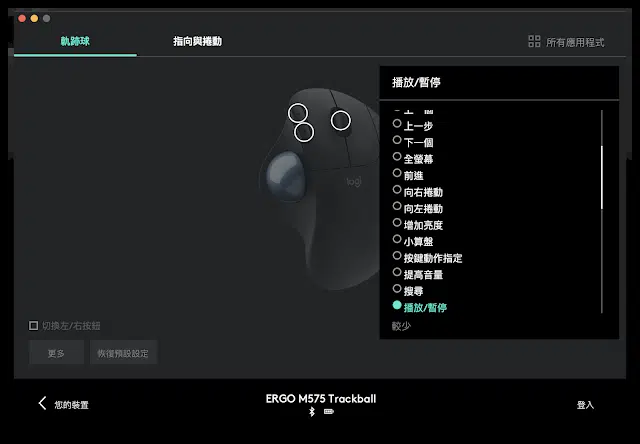 軌跡球
指向與捲動
所有應用程式
播放/暫停
上一個
上一步
下一個
全螢幕
前進
向右捲動
向左捲動
增加亮度
小算盤
按鍵動作指定
提高音量
搜尋
播放/暫停
較少
logi
切換左/右按鈕
更多
恢復預設設定
您的裝置
ERGO M575 Trackball
登入